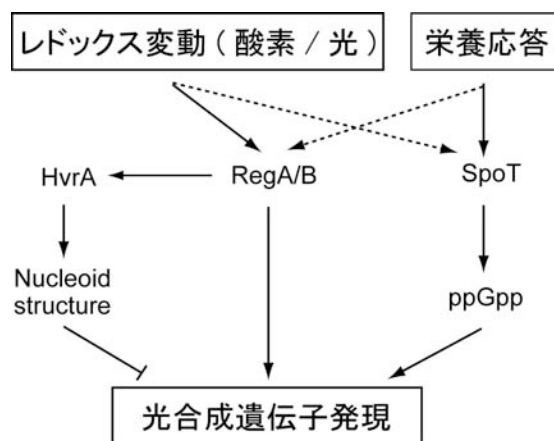 レドックス変動 ( 酸素 / 光 )
栄養応答
HvrA
RegA/B
SpoT
Nucleoid
structure
ppGpp
光合成遺伝子発現